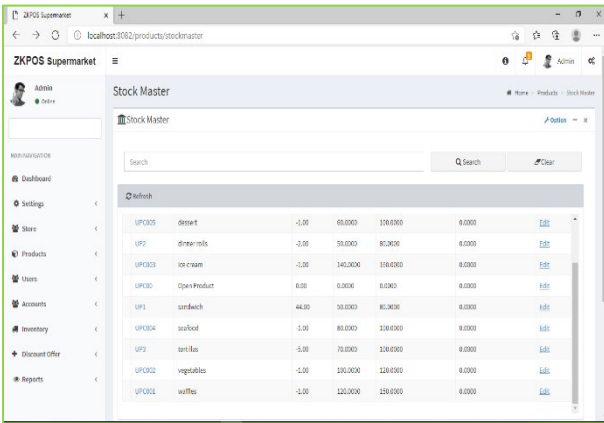 ZKPOS Supermarket
localhost:8082/products/stockmaster
ZKPOS Supermarket
Admin
Admin
Online
Stock Master
Home > Products > Stock Master
Stock Master
Option
MAIN NAVIGATION
Search
Search
Clear
Dashboard
Settings
Refresh
Store
Products
Users
Accounts
Inventory
Discount Offer
Reports
UPC005 dessert -1.00 60.0000 100.0000 0.0000 Edit
UP2 dinner rolls -2.00 50.0000 80.0000 0.0000 Edit
UPC003 ice cream -1.00 140.0000 160.0000 0.0000 Edit
UPC00 Open Product 0.00 0.0000 0.0000 0.0000 Edit
UP1 sandwich 44.00 50.0000 80.0000 0.0000 Edit
UPC004 seafood -1.00 80.0000 100.0000 0.0000 Edit
UP3 tortillas -5.00 70.0000 100.0000 0.0000 Edit
UPC002 vegetables -1.00 100.0000 120.0000 0.0000 Edit
UPC001 waffles -1.00 120.0000 150.0000 0.0000 Edit